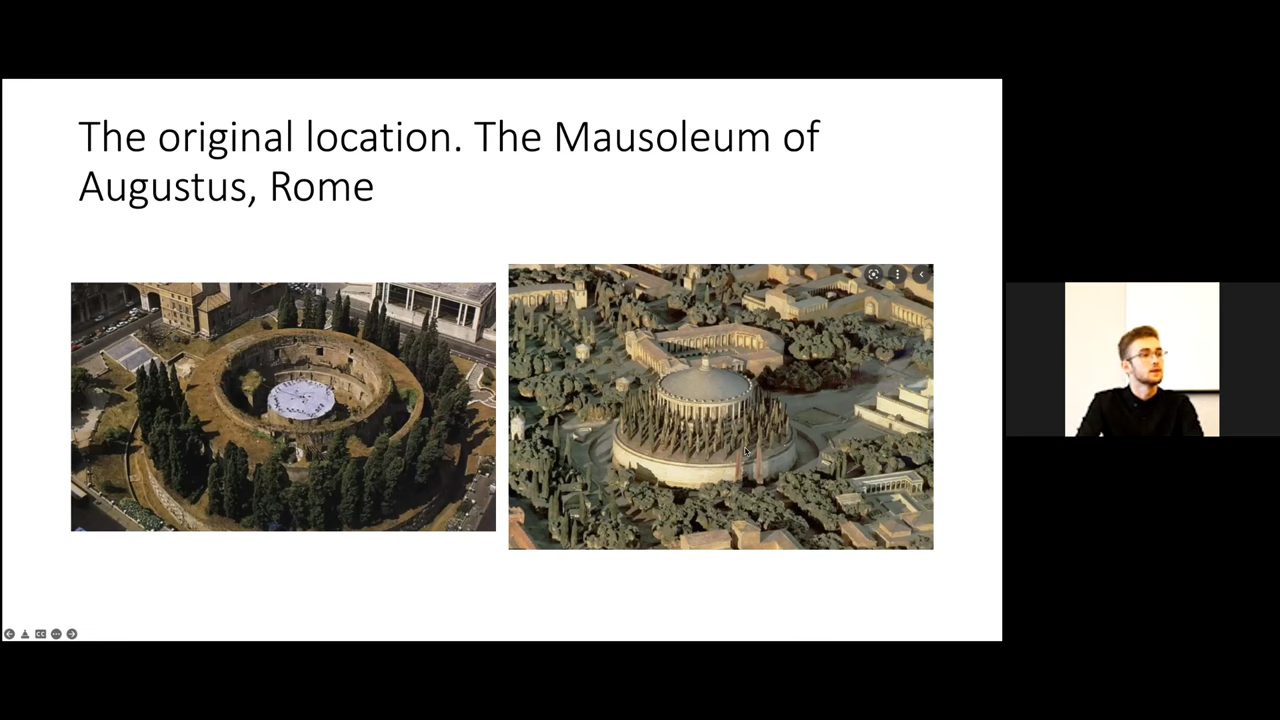 The original location. The Mausoleum of
Augustus, Rome